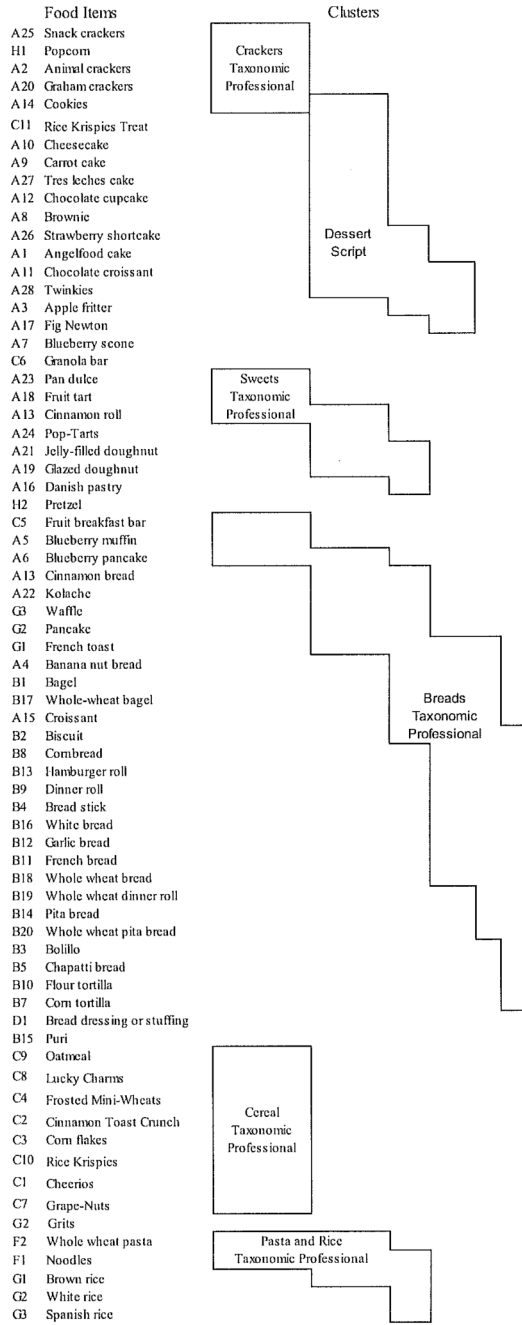 Food Items
Clusters
A25 Snack crackers
H1 Popcorn
A2 Animal crackers
A20 Graham crackers
A14 Cookies
C11 Rice Krispies Treat
A10 Cheesecake
A9 Carrot cake
A27 Tres leches cake
A12 Chocolate cupcake
A8 Brownie
A26 Strawberry shortcake
A1 Angelfood cake
A11 Chocolate croissant
A28 Twinkies
A3 Apple fritter
A17 Fig Newton
A7 Blueberry scone
C6 Granola bar
A23 Pan dulce
A18 Fruit tart
A13 Cinnamon roll
A24 Pop-Tarts
A21 Jelly-filled doughnut
A19 Glazed doughnut
A16 Danish pastry
H2 Pretzel
C5 Fruit breakfast bar
A5 Blueberry muffin
A6 Blueberry pancake
A13 Cinnamon bread
A22 Kolache
G3 Waffle
G2 Pancake
G1 French toast
A4 Banana nut bread
B1 Bagel
B17 Whole-wheat bagel
A15 Croissant
B2 Biscuit
B8 Cornbread
B13 Hamburger roll
B9 Dinner roll
B4 Bread stick
B16 White bread
B12 Garlic bread
B11 French bread
B18 Whole wheat bread
B19 Whole wheat dinner roll
B14 Pita bread
B20 Whole wheat pita bread
B3 Bolillo
B5 Chapatti bread
B10 Flour tortilla
B7 Corn tortilla
D1 Bread dressing or stuffing
B15 Puri
C9 Oatmeal
C8 Lucky Charms
C4 Frosted Mini-Wheats
C2 Cinnamon Toast Crunch
C3 Corn flakes
C10 Rice Krispies
C1 Cheerios
C7 Grape-Nuts
G2 Grits
F2 Whole wheat pasta
F1 Noodles
G1 Brown rice
G2 White rice
G3 Spanish rice
Crackers
Taxonomic
Professional
Dessert
Script
Sweets
Taxonomic
Professional
Breads
Taxonomic
Professional
Cereal
Taxonomic
Professional
Pasta and Rice
Taxonomic Professional